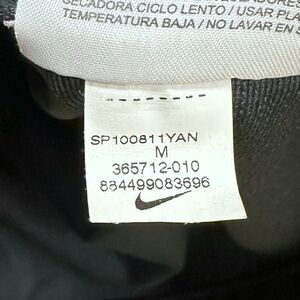 SECADORA CICLO LENTO / USAR PLA
TEMPERATURA BAJA / NO LAVAR EN S
SP100811YAN
M
365712-010
884499083696